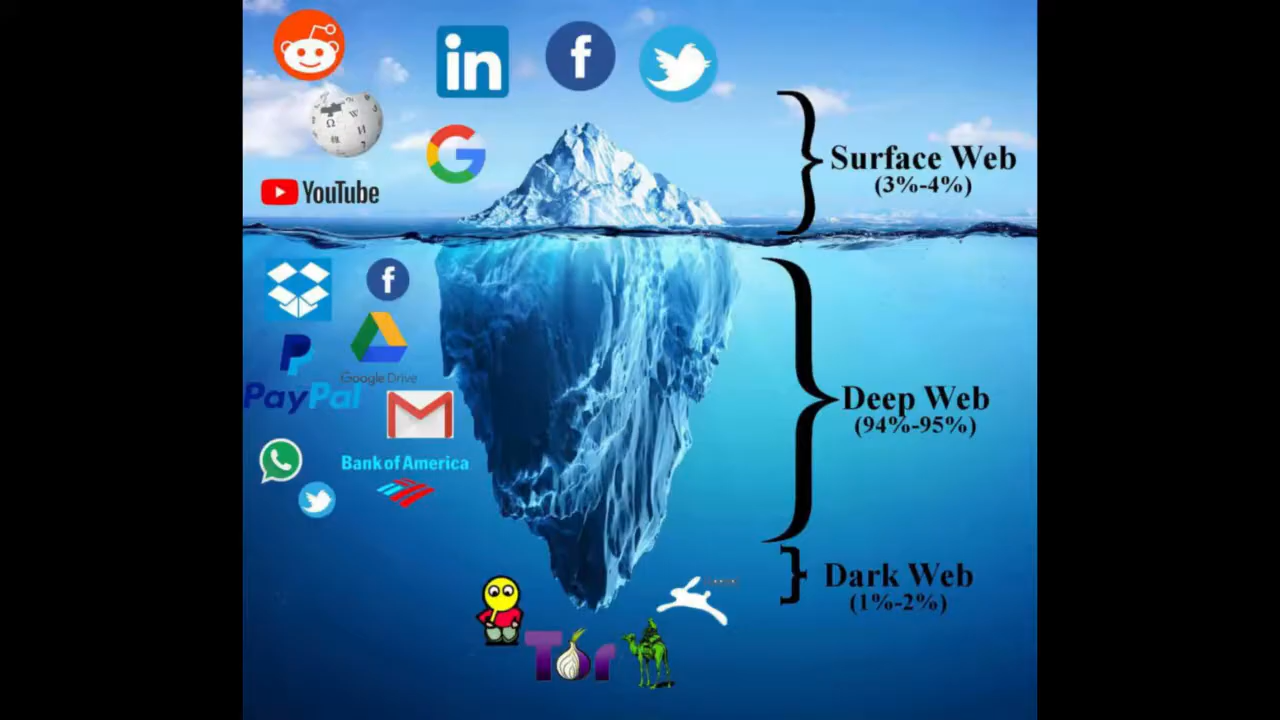 in
f
G
YouTube
Surface Web
(3%-4%)
f
Google Drive
PayPal
Bank of America
Deep Web
(94%-95%)
Dark Web
(1%-2%)
Tor